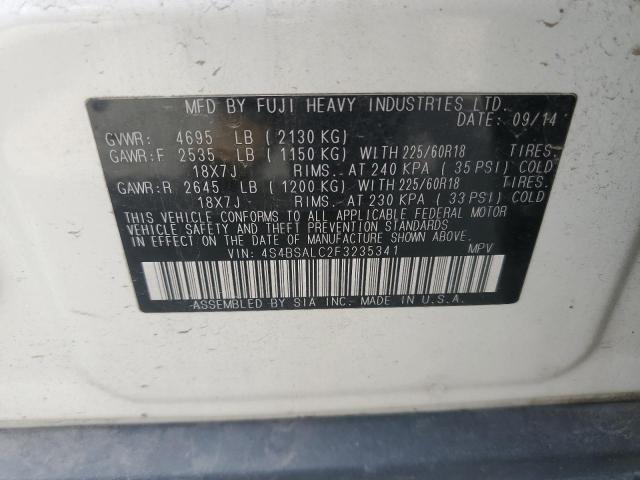 MFD BY FUJI HEAVY INDUSTRIES LTD.
DATE: 09/14
GVWR: 4695 LB ( 2130 KG)
GAWR:F 2535 LB ( 1150 KG) WITH 225/60R18 TIRES.
18X7J RIMS. AT 240 KPA ( 35 PSI) COLD
GAWR:R 2645 LB ( 1200 KG) WITH 225/60R18 TIRES.
18X7J RIMS. AT 230 KPA ( 33 PSI) COLD
THIS VEHICLE CONFORMS TO ALL APPLICABLE FEDERAL MOTOR
VEHICLE SAFETY AND THEFT PREVENTION STANDARDS
IN EFFECT ON THE DATE OF MANUFACTURE SHOWN ABOVE.
VIN: 4S4BSALC2F3235341 MPV
ASSEMBLED BY SIA INC. MADE IN U.S.A.